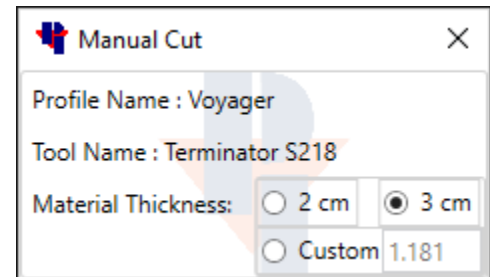 Manual Cut
Profile Name : Voyager
Tool Name : Terminator S218
Material Thickness: 2 cm 3 cm
Custom 1.181